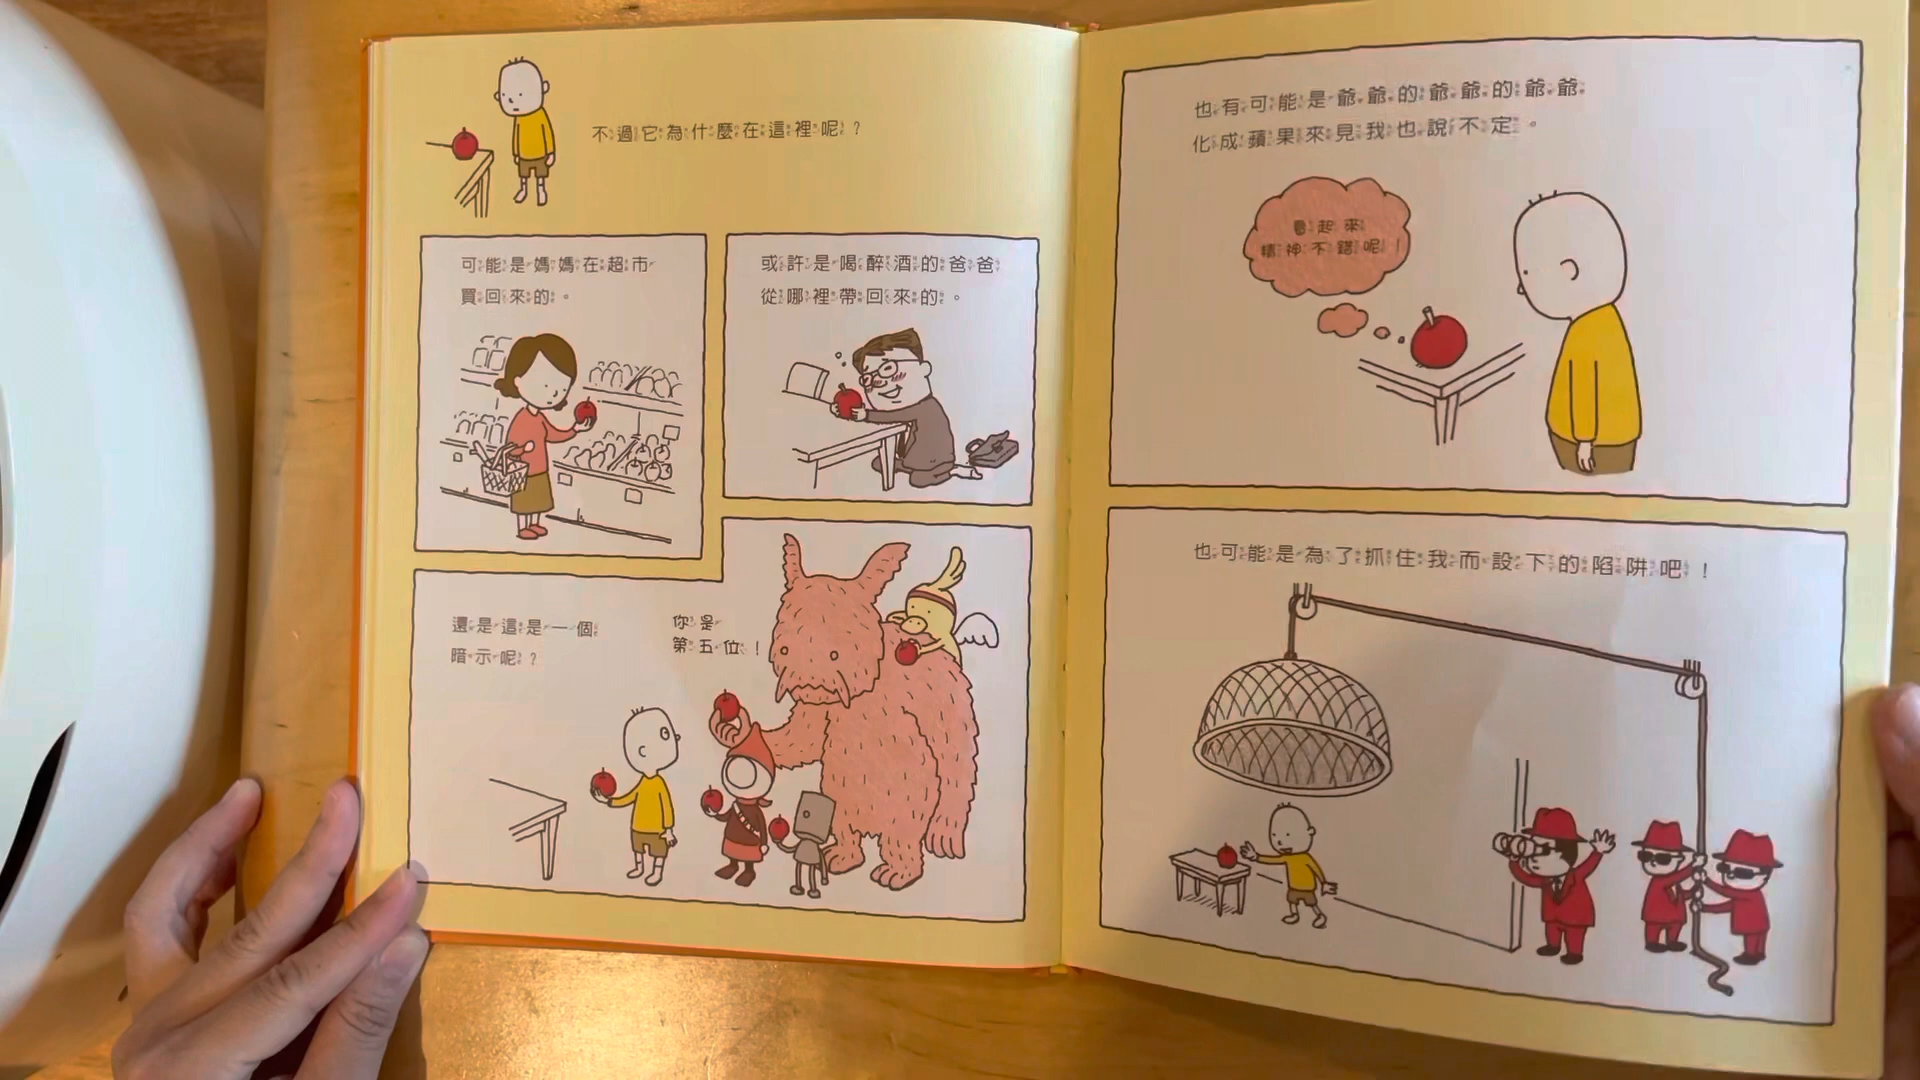 不過它為什麼在這裡呢？
可能是媽媽在超市
買回來的。
或許是喝醉酒的爸爸
從哪裡帶回來的。
還是這是一個
暗示呢？
你是
第五位！
也有可能是爺爺的爺爺的爺爺
化成蘋果來見我也說不定。
看起來
精神不錯呢！
也可能是為了抓住我而設下的陷阱吧！